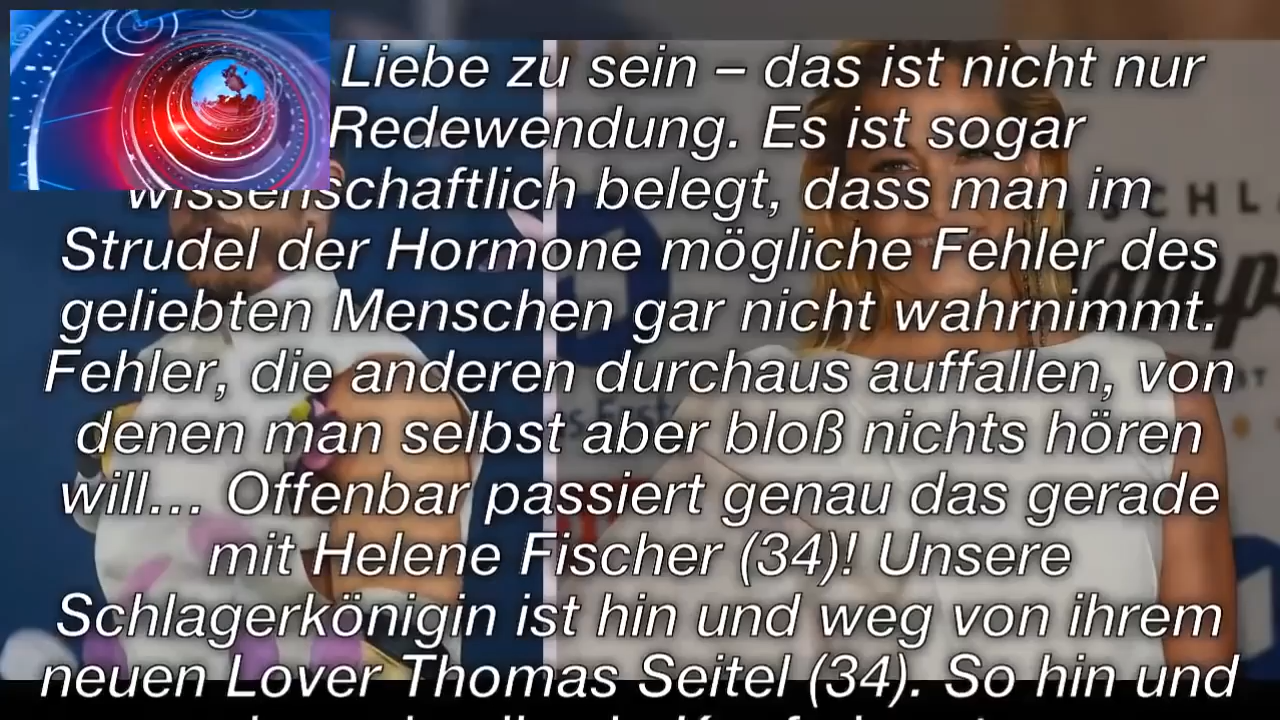 Liebe zu sein – das ist nicht nur
Redewendung. Es ist sogar
wissenschaftlich belegt, dass man im
Strudel der Hormone mögliche Fehler des
geliebten Menschen gar nicht wahrnimmt.
Fehler, die anderen durchaus auffallen, von
denen man selbst aber bloß nichts hören
will... Offenbar passiert genau das gerade
mit Helene Fischer (34)! Unsere
Schlagerkönigin ist hin und weg von ihrem
neuen Lover Thomas Seitel (34). So hin und